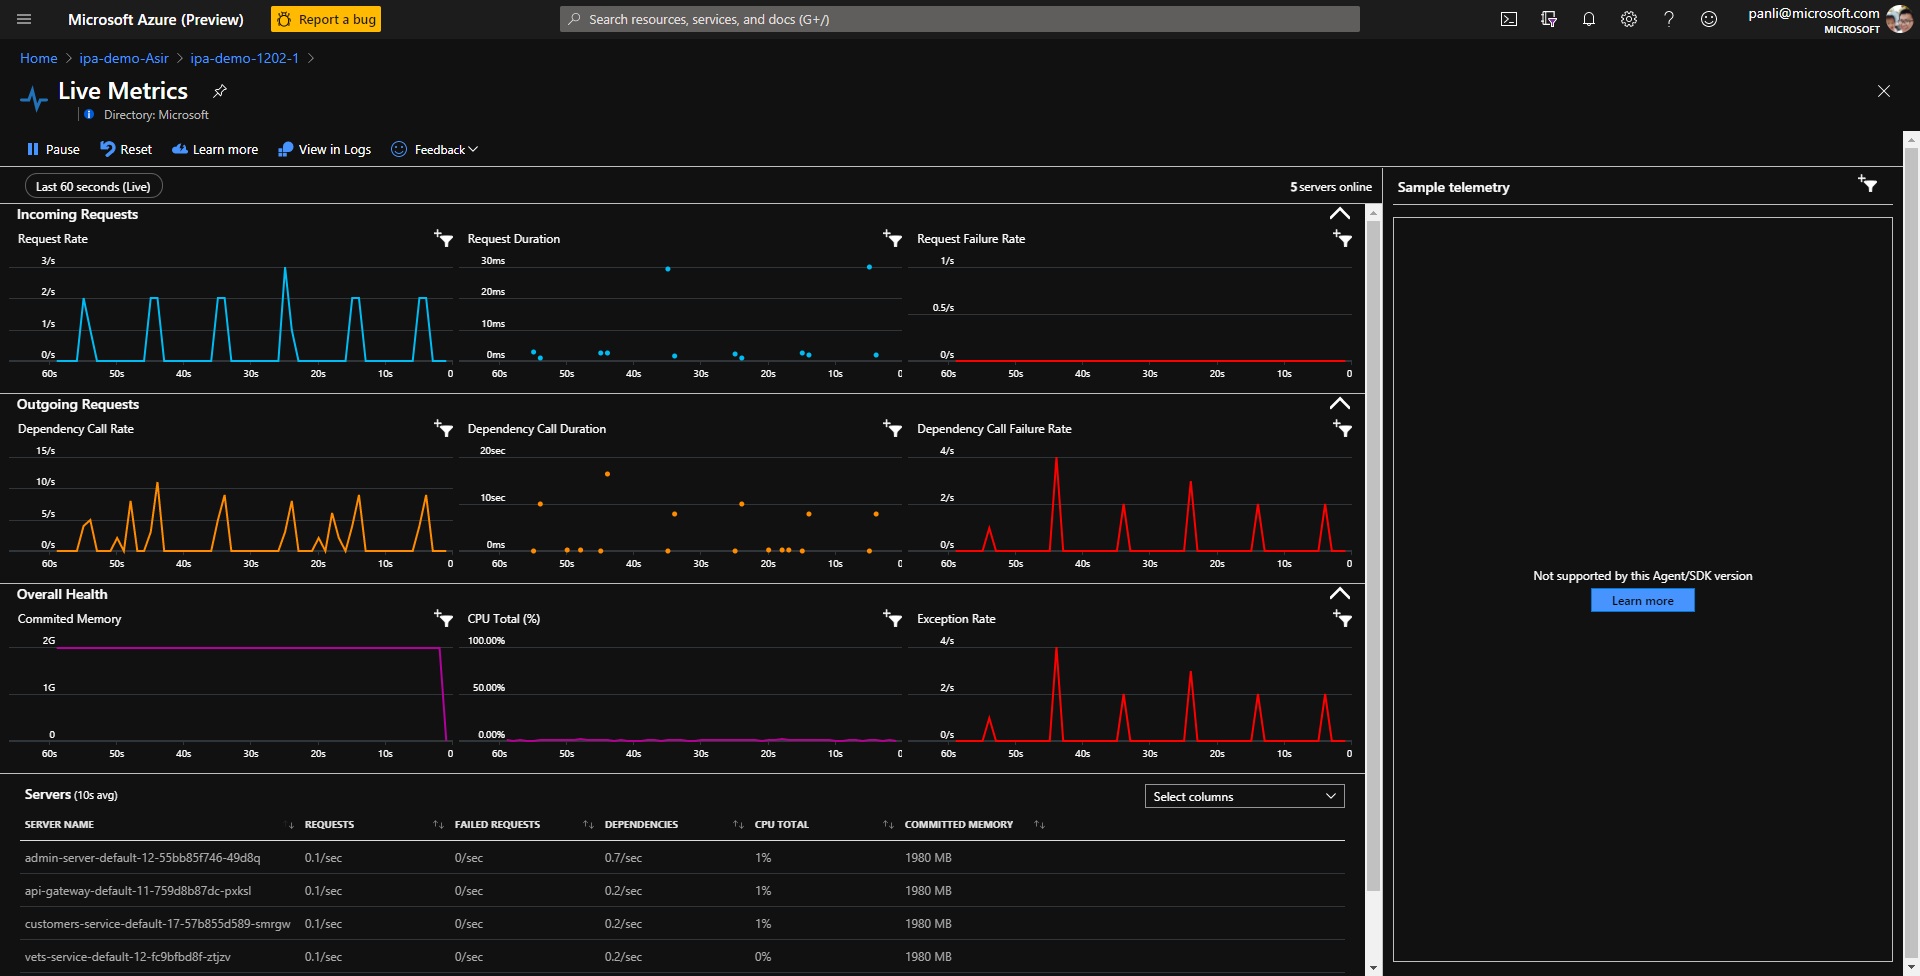 Microsoft Azure (Preview)
Report a bug
Search resources, services, and docs (G+/)
panli@microsoft.com
MICROSOFT
Home > ipa-demo-Asir > ipa-demo-1202-1 >
Live Metrics
Directory: Microsoft
Pause
Reset
Learn more
View in Logs
Feedback
Last 60 seconds (Live)
5 servers online
Incoming Requests
Request Rate
3/s
2/s
1/s
0/s
60s 50s 40s 30s 20s 10s 0
Request Duration
30ms
20ms
10ms
0ms
60s 50s 40s 30s 20s 10s 0
Request Failure Rate
1/s
0.5/s
0/s
60s 50s 40s 30s 20s 10s 0
Outgoing Requests
Dependency Call Rate
15/s
10/s
5/s
0/s
60s 50s 40s 30s 20s 10s 0
Dependency Call Duration
20sec
10sec
0ms
60s 50s 40s 30s 20s 10s 0
Dependency Call Failure Rate
4/s
2/s
0/s
60s 50s 40s 30s 20s 10s 0
Overall Health
Commited Memory
2G
1G
0
60s 50s 40s 30s 20s 10s 0
CPU Total (%)
100.00%
50.00%
0.00%
60s 50s 40s 30s 20s 10s 0
Exception Rate
4/s
2/s
0/s
60s 50s 40s 30s 20s 10s 0
Servers (10s avg)
Select columns
SERVER NAME REQUESTS FAILED REQUESTS DEPENDENCIES CPU TOTAL COMMITTED MEMORY
admin-server-default-12-55bb85f746-49d8q 0.1/sec 0/sec 0.7/sec 1% 1980 MB
api-gateway-default-11-759d8b87dc-pxksl 0.1/sec 0/sec 0.2/sec 1% 1980 MB
customers-service-default-17-57b855d589-smrgw 0.1/sec 0/sec 0.2/sec 1% 1980 MB
vets-service-default-12-fc9bfbd8f-ztjzv 0.1/sec 0/sec 0.2/sec 0% 1980 MB
Sample telemetry
Not supported by this Agent/SDK version
Learn more